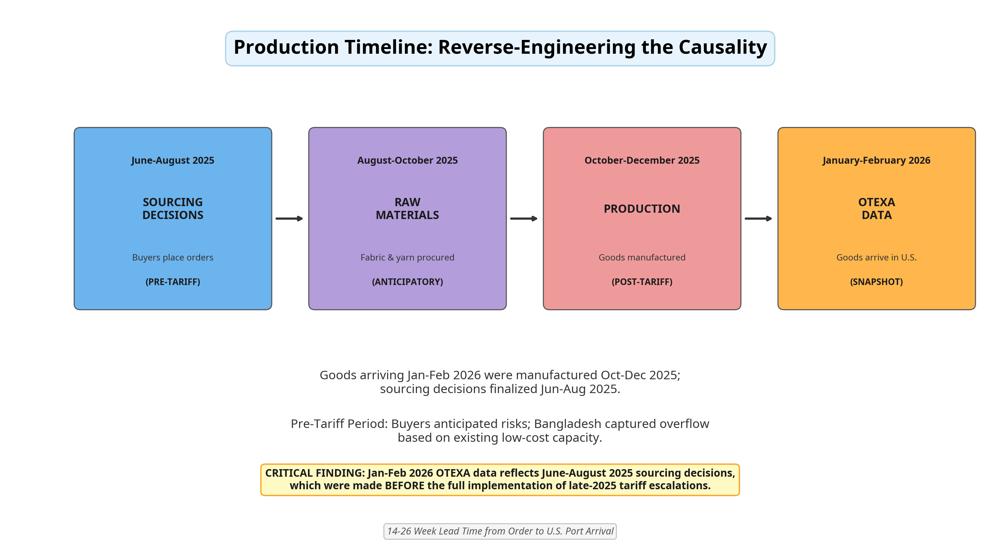 Production Timeline: Reverse-Engineering the Causality
June-August 2025
SOURCING
DECISIONS
Buyers place orders
(PRE-TARIFF)
August-October 2025
RAW
MATERIALS
Fabric & yarn procured
(ANTICIPATORY)
October-December 2025
PRODUCTION
Goods manufactured
(POST-TARIFF)
January-February 2026
OTEXA
DATA
Goods arrive in U.S.
(SNAPSHOT)
Goods arriving Jan-Feb 2026 were manufactured Oct-Dec 2025;
sourcing decisions finalized Jun-Aug 2025.
Pre-Tariff Period: Buyers anticipated risks; Bangladesh captured overflow
based on existing low-cost capacity.
CRITICAL FINDING: Jan-Feb 2026 OTEXA data reflects June-August 2025 sourcing decisions,
which were made BEFORE the full implementation of late-2025 tariff escalations.
14-26 Week Lead Time from Order to U.S. Port Arrival